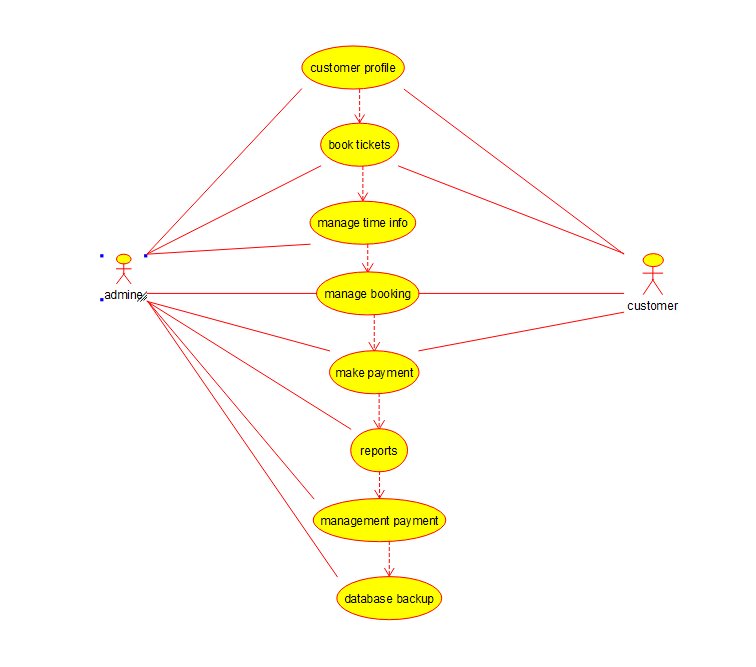 customer profile
book tickets
manage time info
admine
manage booking
customer
make payment
reports
management payment
database backup